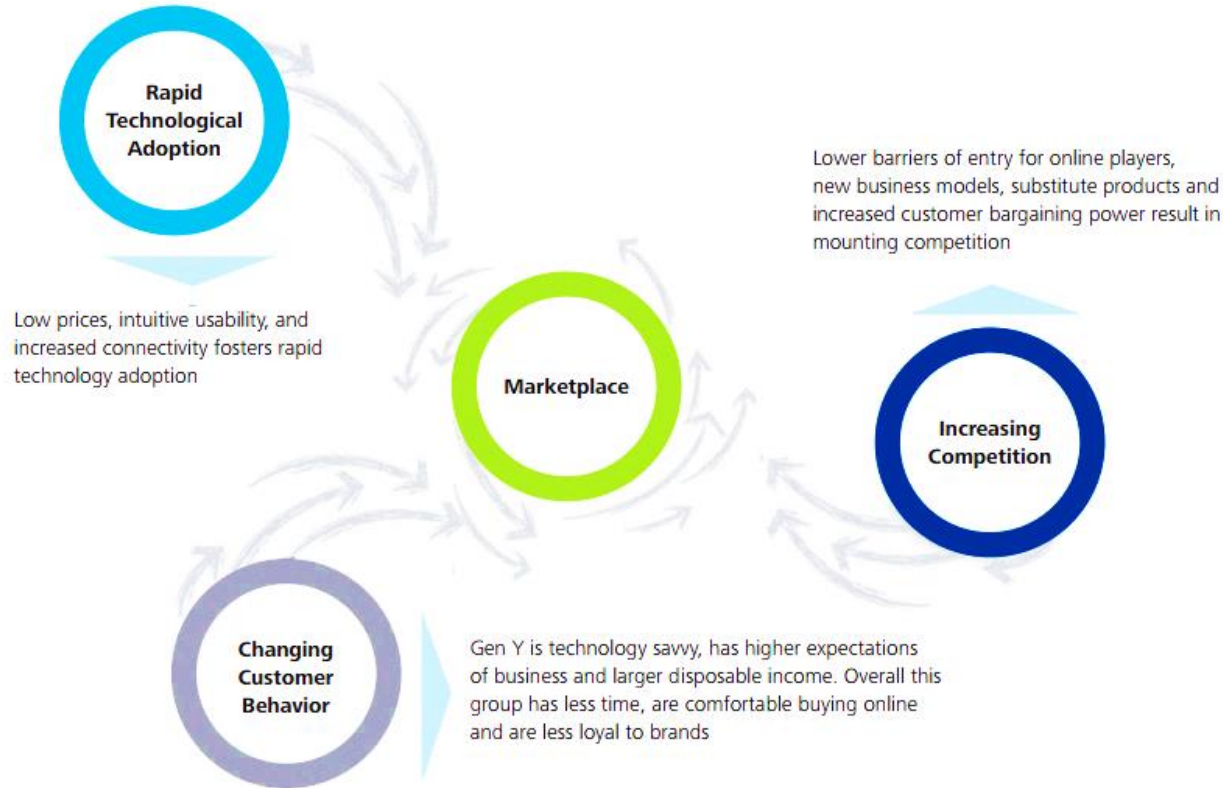 Rapid
Technological
Adoption
Low prices, intuitive usability, and
increased connectivity fosters rapid
technology adoption
Lower barriers of entry for online players,
new business models, substitute products and
increased customer bargaining power result in
mounting competition
Marketplace
Increasing
Competition
Changing
Customer
Behavior
Gen Y is technology savvy, has higher expectations
of business and larger disposable income. Overall this
group has less time, are comfortable buying online
and are less loyal to brands